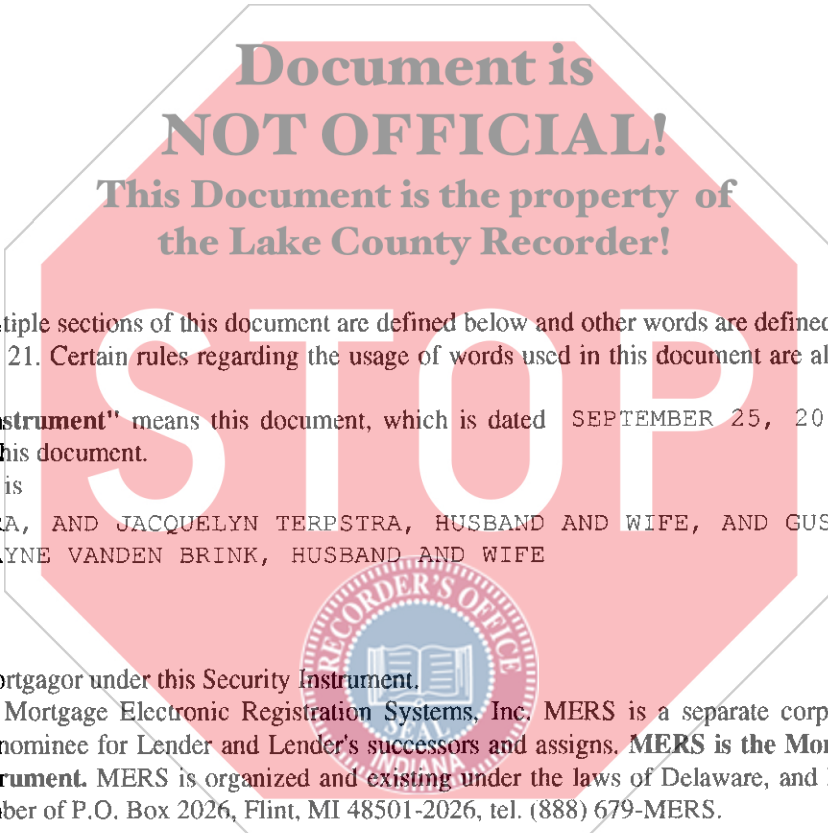 Document is
NOT OFFICIAL!
This Document is the property of
the Lake County Recorder!
tiple sections of this document are defined below and other words are defined
21. Certain rules regarding the usage of words used in this document are al
STOP
strument" means this document, which is dated SEPTEMBER 25, 20
his document.
is
RA, AND JACQUELYN TERPSTRA, HUSBAND AND WIFE, AND GUS
AYNE VANDEN BRINK, HUSBAND AND WIFE
RECORDER'S OFFICE
SEAL
INDIANA
ortgagor under this Security Instrument.
Mortgage Electronic Registration Systems, Inc. MERS is a separate corp
nominee for Lender and Lender's successors and assigns. MERS is the Mor
rument. MERS is organized and existing under the laws of Delaware, and
ber of P.O. Box 2026, Flint, MI 48501-2026, tel. (888) 679-MERS.